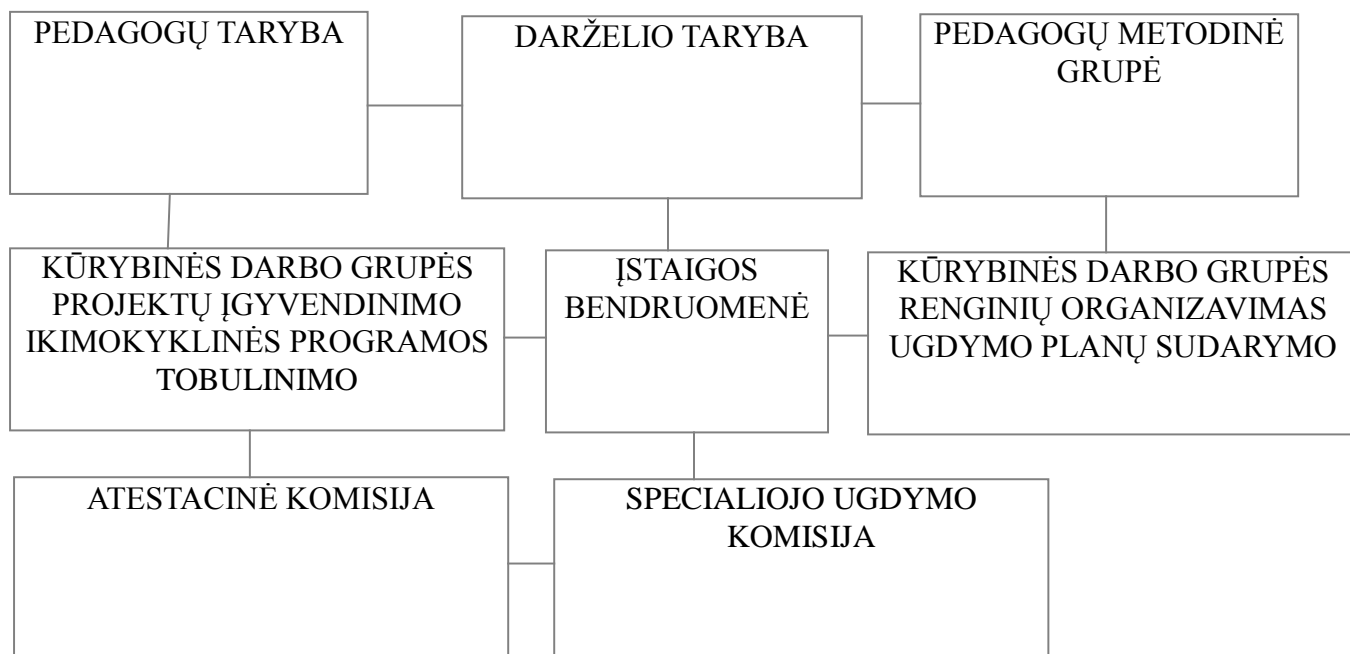 PEDAGOGŲ TARYBA
DARŽELIO TARYBA
PEDAGOGŲ METODINĖ
GRUPĖ
KŪRYBINĖS DARBO GRUPĖS
PROJEKTŲ ĮGYVENDINIMO
IKIMOKYKLINĖS PROGRAMOS
TOBULINIMO
ĮSTAIGOS
BENDRUOMENĖ
KŪRYBINĖS DARBO GRUPĖS
RENGINIŲ ORGANIZAVIMAS
UGDYMO PLANŲ SUDARYMO
ATESTACINĖ KOMISIJA
SPECIALIOJO UGDYMO
KOMISIJA